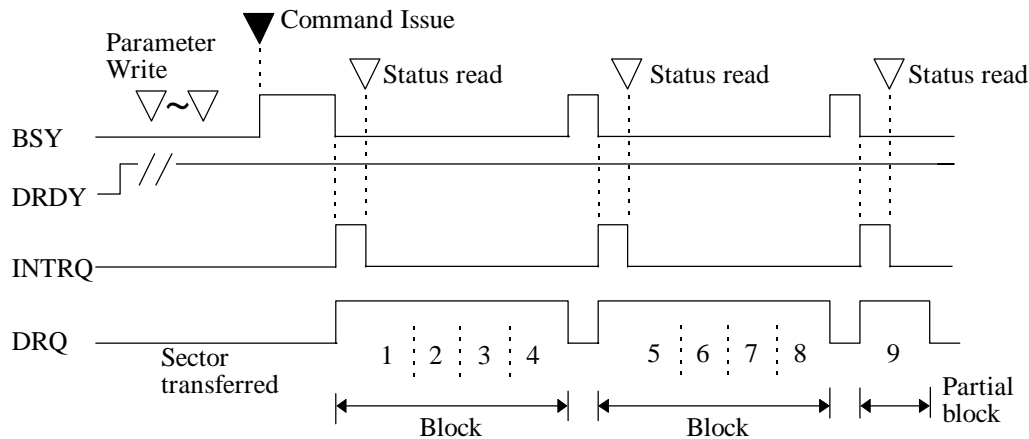 Command Issue
Parameter
Write
Status read
Status read
Status read
~
BSY
DRDY
INTRQ
DRQ
1 2 3 4 5 6 7 8 9
Sector
transferred
Block
Block
Partial
block